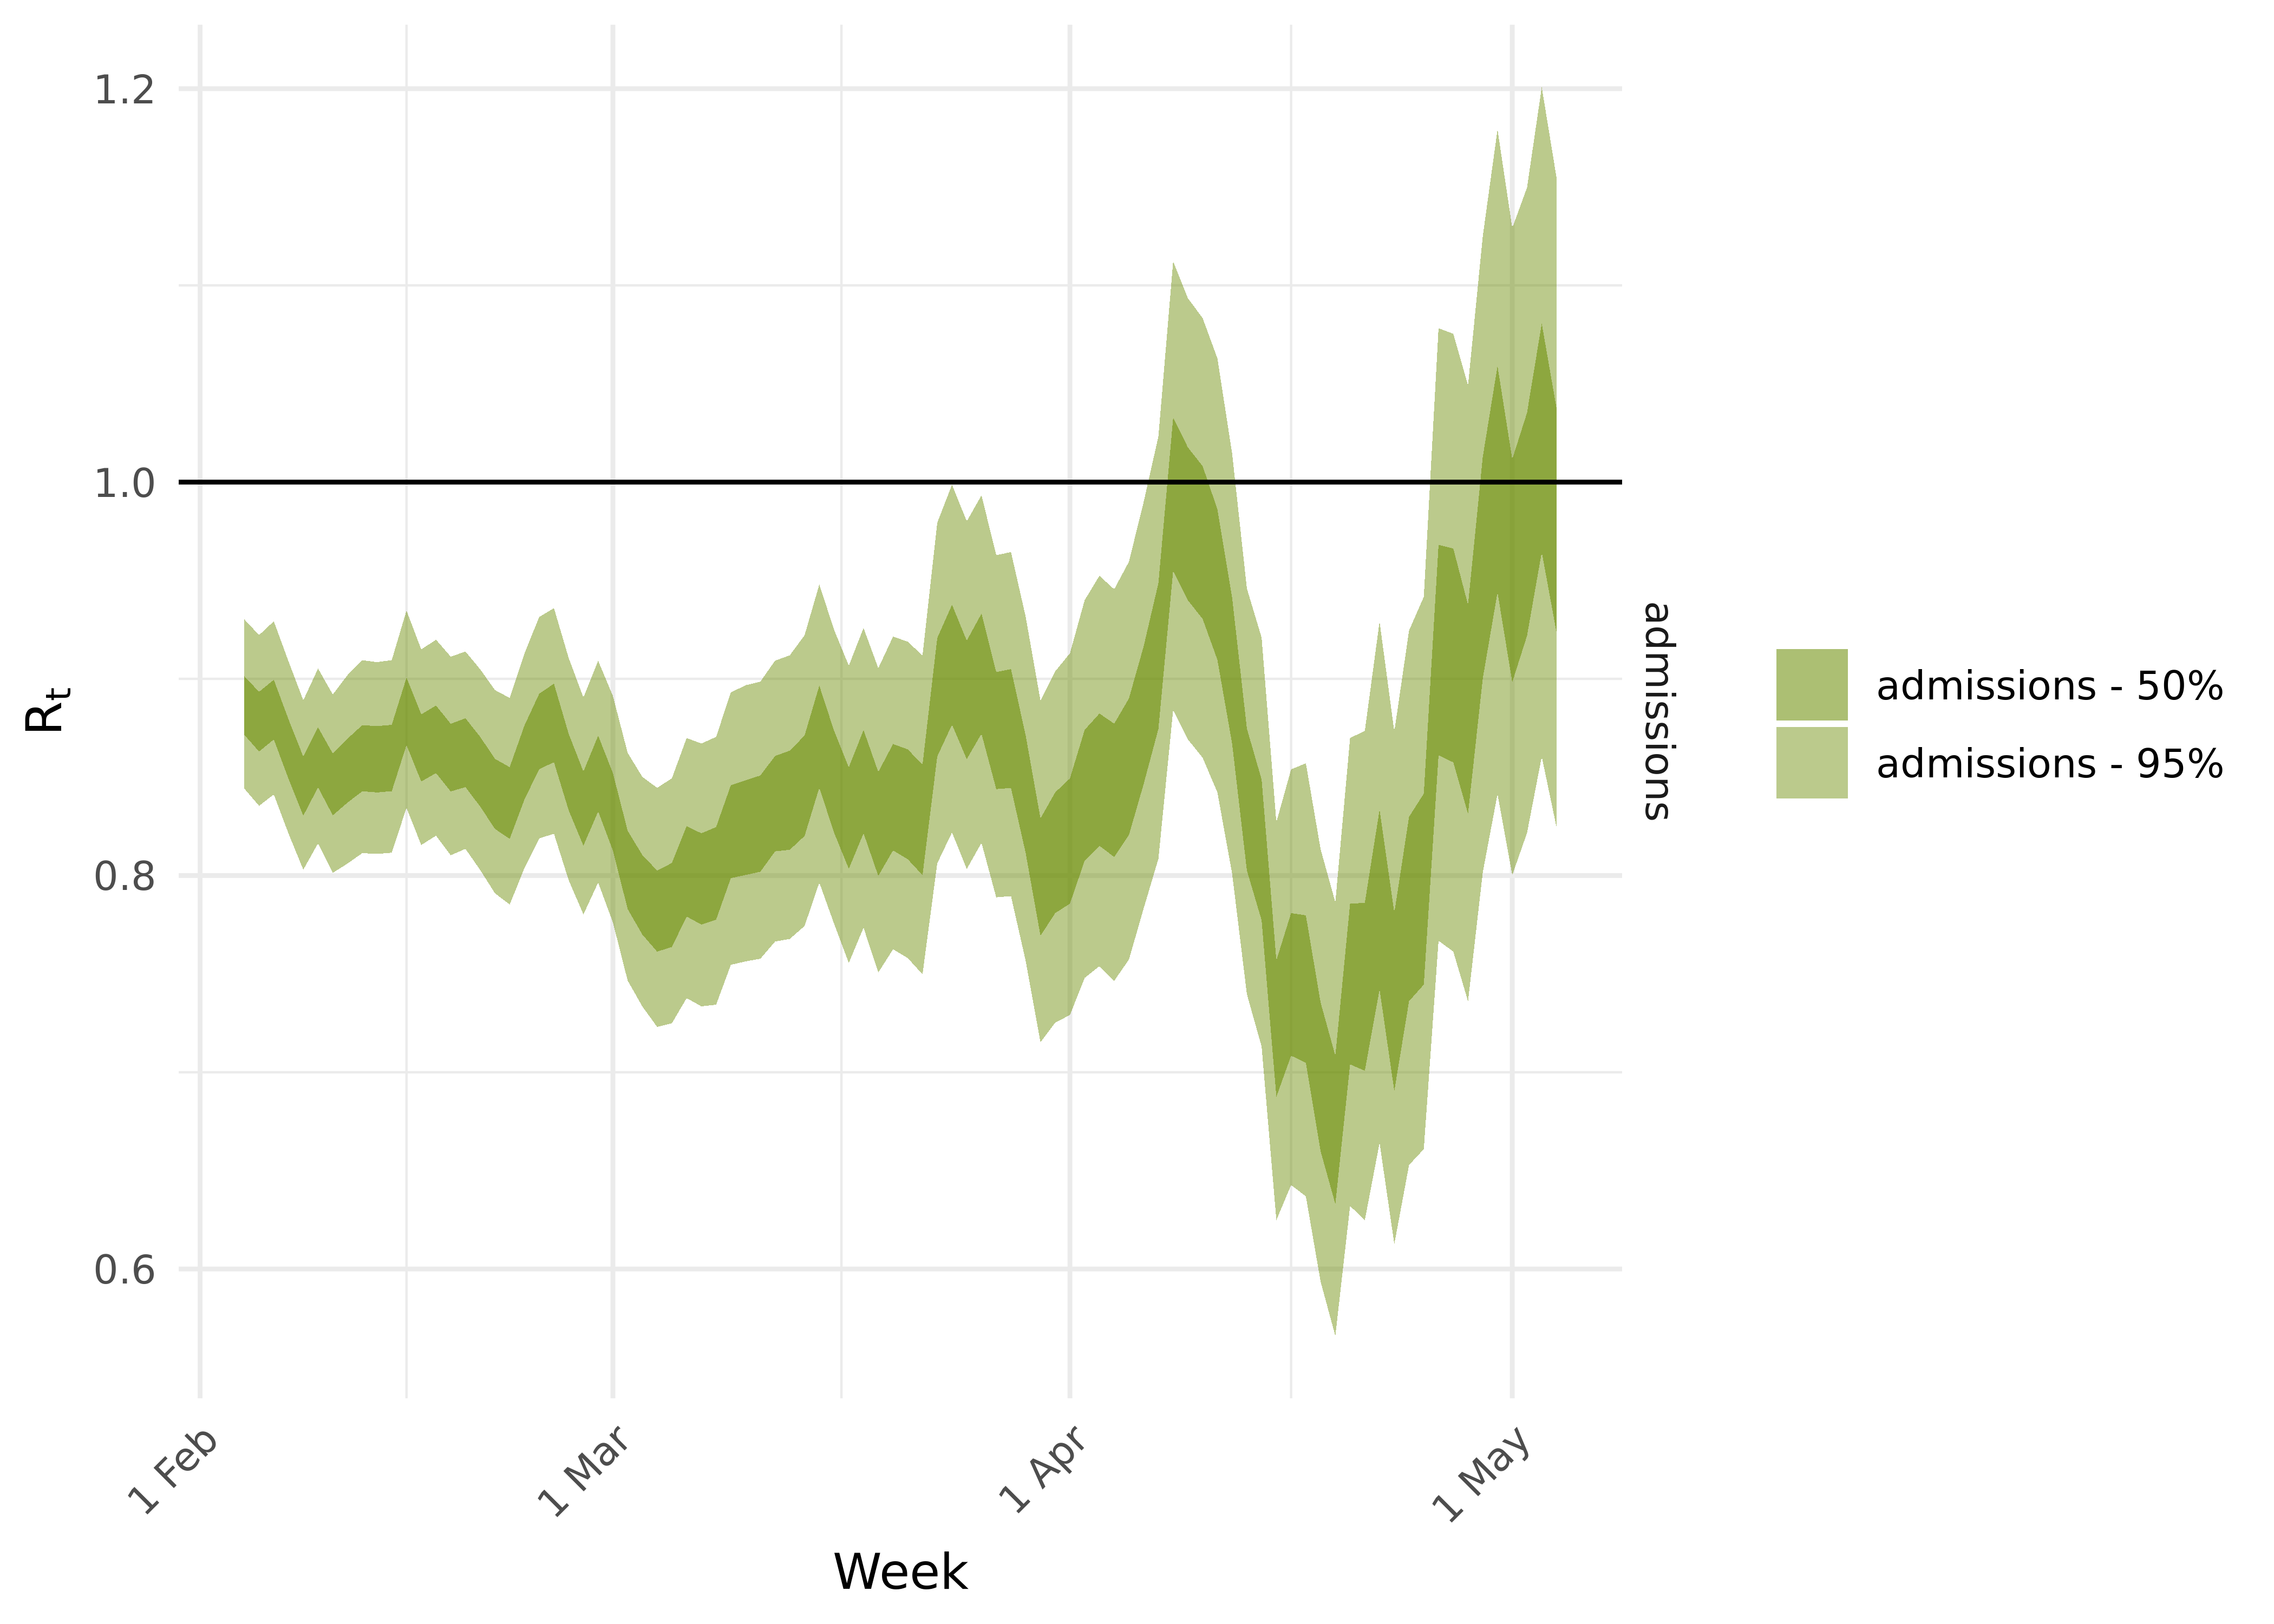 1.2
1.0
0.8
0.6
Rt
1 Feb
1 Mar
1 Apr
1 May
Week
admissions
admissions - 50%
admissions - 95%